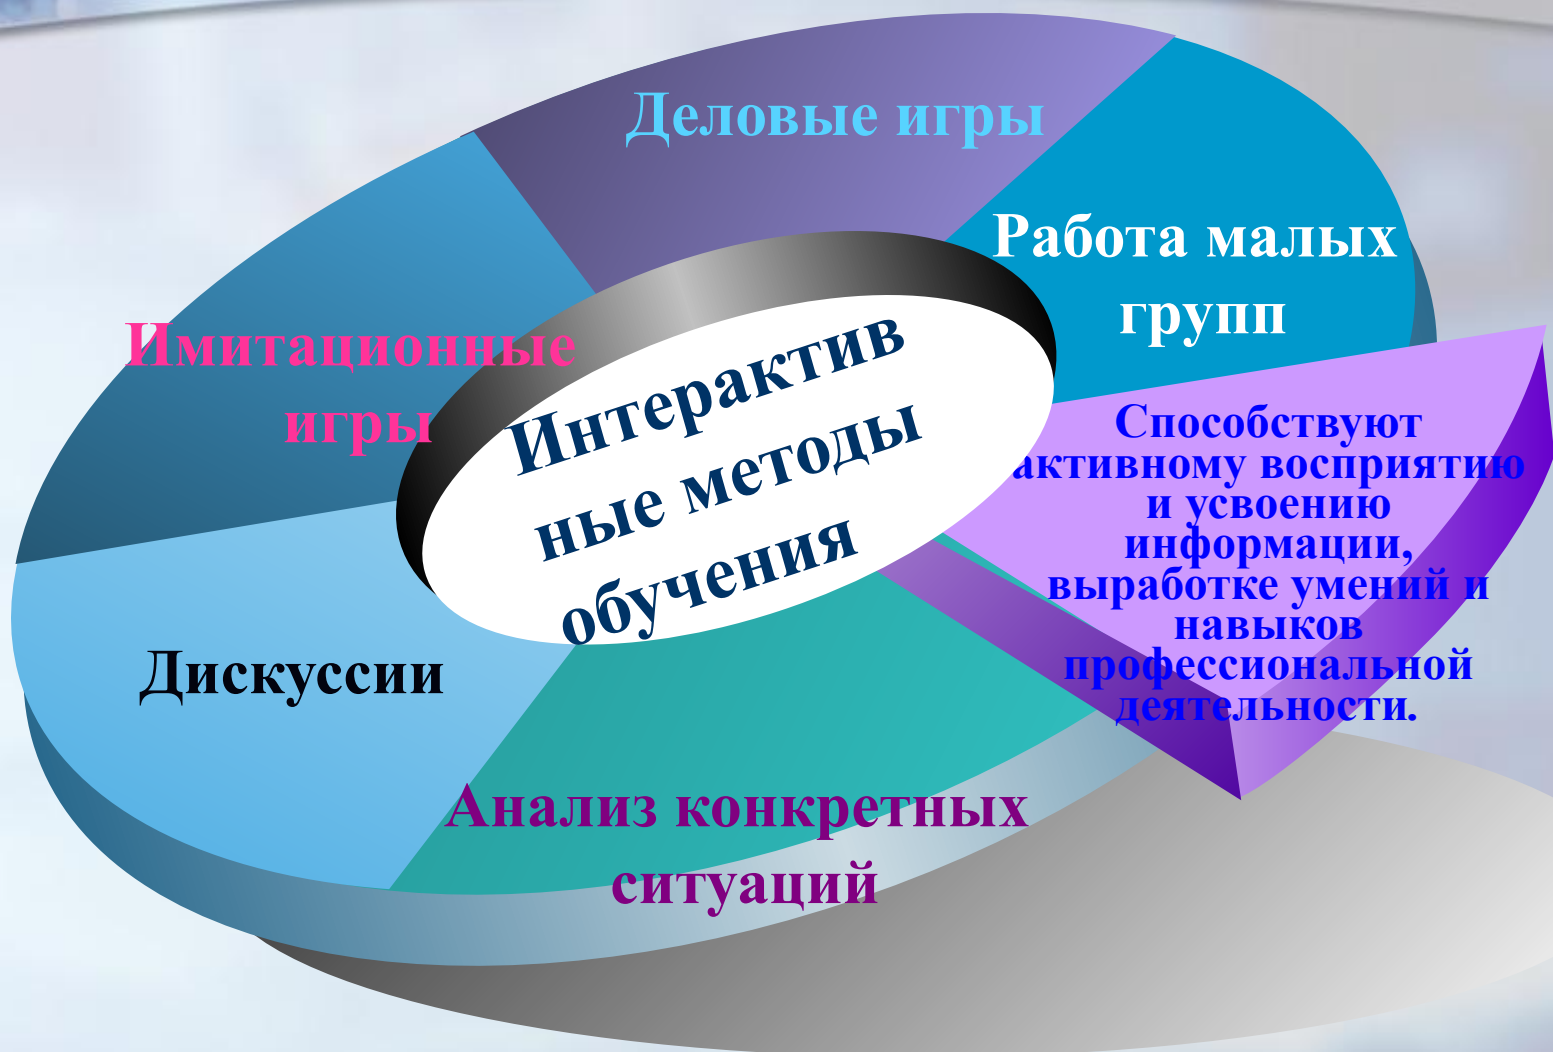 Деловые игры
Работа малых
групп
Имитационные
игры
Интерактив
ные методы
обучения
Способствуют
активному восприятию
и усвоению
информации,
выработке умений и
навыков
профессиональной
деятельности.
Дискуссии
Анализ конкретных
ситуаций